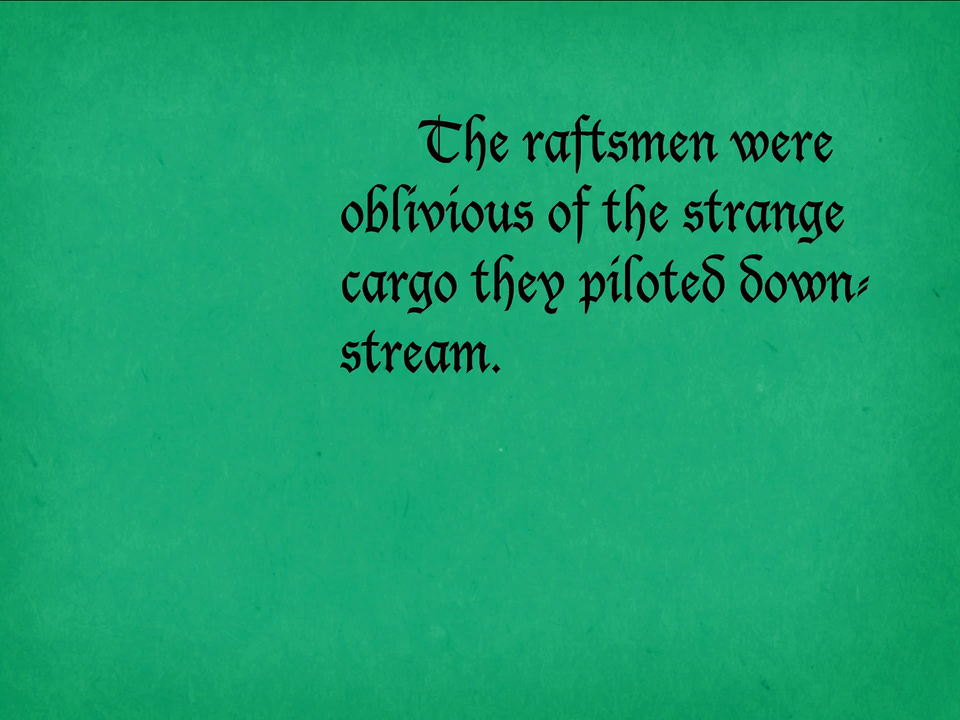 The raftsmen were
oblivious of the strange
cargo they piloted down-
stream.